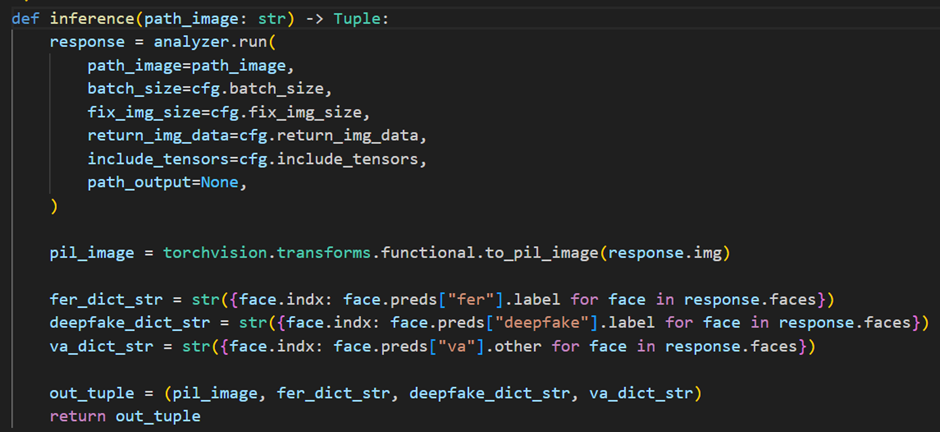 def inference(path_image: str) -> Tuple:
    response = analyzer.run(
        path_image=path_image,
        batch_size=cfg.batch_size,
        fix_img_size=cfg.fix_img_size,
        return_img_data=cfg.return_img_data,
        include_tensors=cfg.include_tensors,
        path_output=None,
    )

    pil_image = torchvision.transforms.functional.to_pil_image(response.img)

    fer_dict_str = str({face.indx: face.preds["fer"].label for face in response.faces})
    deepfake_dict_str = str({face.indx: face.preds["deepfake"].label for face in response.faces})
    va_dict_str = str({face.indx: face.preds["va"].other for face in response.faces})

    out_tuple = (pil_image, fer_dict_str, deepfake_dict_str, va_dict_str)
    return out_tuple